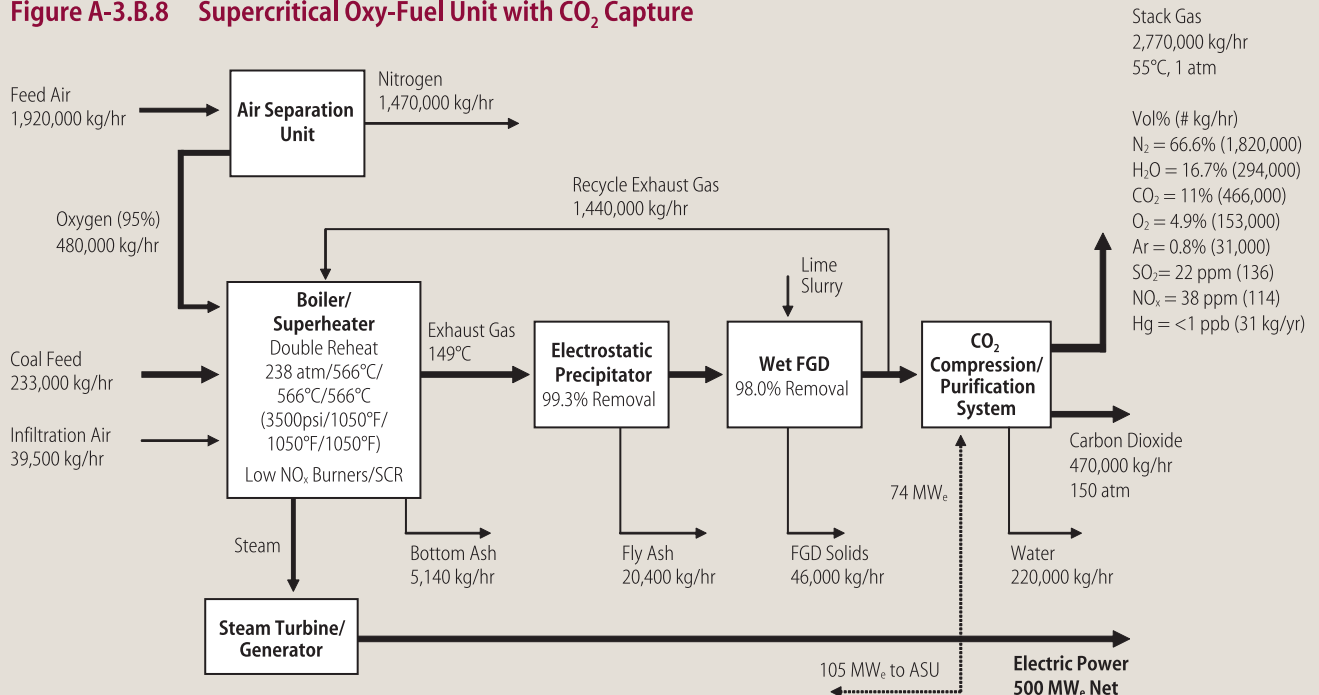 Figure A-3.B.8 Supercritical Oxy-Fuel Unit with CO₂ Capture
Stack Gas
2,770,000 kg/hr
55°C, 1 atm
Vol% (# kg/hr)
N₂ = 66.6% (1,820,000)
H₂O = 16.7% (294,000)
CO₂ = 11% (466,000)
O₂ = 4.9% (153,000)
Ar = 0.8% (31,000)
SO₂= 22 ppm (136)
NOₓ = 38 ppm (114)
Hg = <1 ppb (31 kg/yr)
Feed Air
1,920,000 kg/hr
Air Separation
Unit
Nitrogen
1,470,000 kg/hr
Oxygen (95%)
480,000 kg/hr
Recycle Exhaust Gas
1,440,000 kg/hr
Coal Feed
233,000 kg/hr
Infiltration Air
39,500 kg/hr
Boiler/
Superheater
Double Reheat
238 atm/566°C/
566°C/566°C
(3500psi/1050°F/
1050°F/1050°F)
Low NOₓ Burners/SCR
Exhaust Gas
149°C
Electrostatic
Precipitator
99.3% Removal
Lime
Slurry
Wet FGD
98.0% Removal
CO₂
Compression/
Purification
System
Carbon Dioxide
470,000 kg/hr
150 atm
74 MWₑ
Steam
Bottom Ash
5,140 kg/hr
Fly Ash
20,400 kg/hr
FGD Solids
46,000 kg/hr
Water
220,000 kg/hr
Steam Turbine/
Generator
105 MWₑ to ASU
Electric Power
500 MWₑ Net